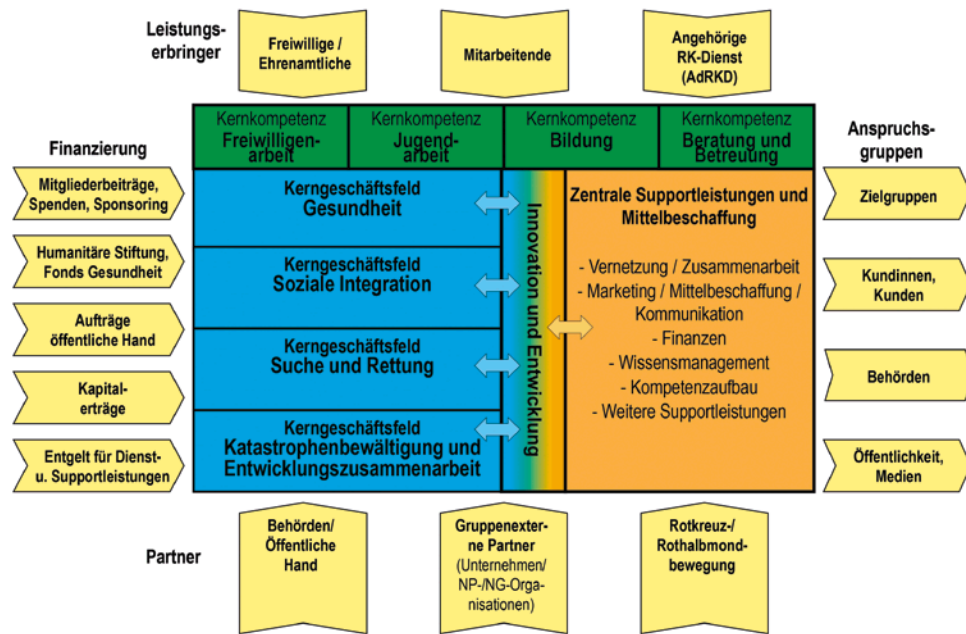 Leistungs-
erbringer
Freiwillige /
Ehrenamtliche
Mitarbeitende
Angehörige
RK-Dienst
(AdRKD)
Kernkompetenz
Freiwilligen-
arbeit
Kernkompetenz
Jugend-
arbeit
Kernkompetenz
Bildung
Kernkompetenz
Beratung und
Betreuung
Finanzierung
Mitgliederbeiträge,
Spenden, Sponsoring
Humanitäre Stiftung,
Fonds Gesundheit
Aufträge
öffentliche Hand
Kapital-
erträge
Entgelt für Dienst-
u. Supportleistungen
Kerngeschäftsfeld
Gesundheit
Kerngeschäftsfeld
Soziale Integration
Kerngeschäftsfeld
Suche und Rettung
Kerngeschäftsfeld
Katastrophenbewältigung und
Entwicklungszusammenarbeit
Innovation und Entwicklung
Zentrale Supportleistungen und
Mittelbeschaffung
- Vernetzung / Zusammenarbeit
- Marketing / Mittelbeschaffung /
Kommunikation
- Finanzen
- Wissensmanagement
- Kompetenzaufbau
- Weitere Supportleistungen
Anspruchs-
gruppen
Zielgruppen
Kundinnen,
Kunden
Behörden
Öffentlichkeit,
Medien
Partner
Behörden/
Öffentliche
Hand
Gruppenexter-
ne Partner
(Unternehmen/
NP-/NG-Orga-
nisationen)
Rotkreuz-/
Rothalbmond-
bewegung